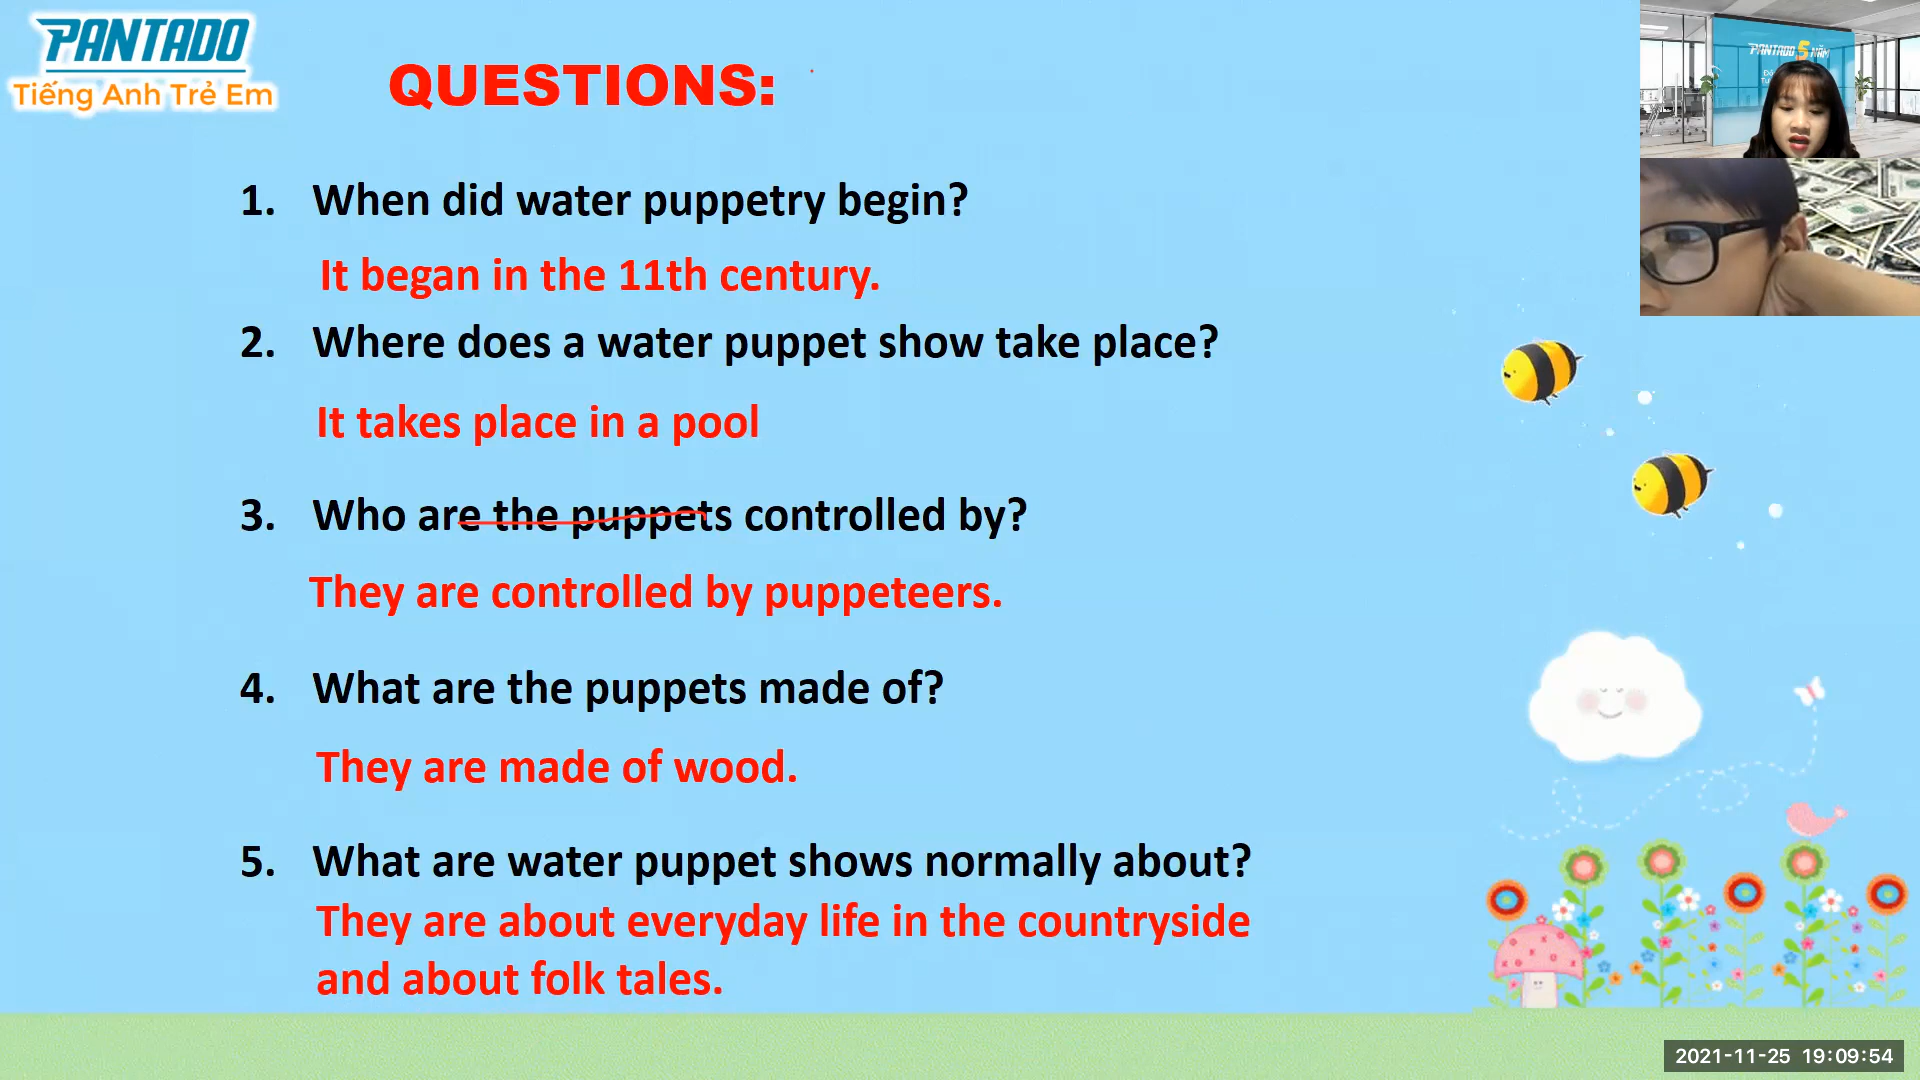 PANTADO
Tiếng Anh Trẻ Em
QUESTIONS:
PANTADO 5 NĂM
1. When did water puppetry begin?
It began in the 11th century.
2. Where does a water puppet show take place?
It takes place in a pool
3. Who are the puppets controlled by?
They are controlled by puppeteers.
4. What are the puppets made of?
They are made of wood.
5. What are water puppet shows normally about?
They are about everyday life in the countryside
and about folk tales.
2021-11-25 19:09:54